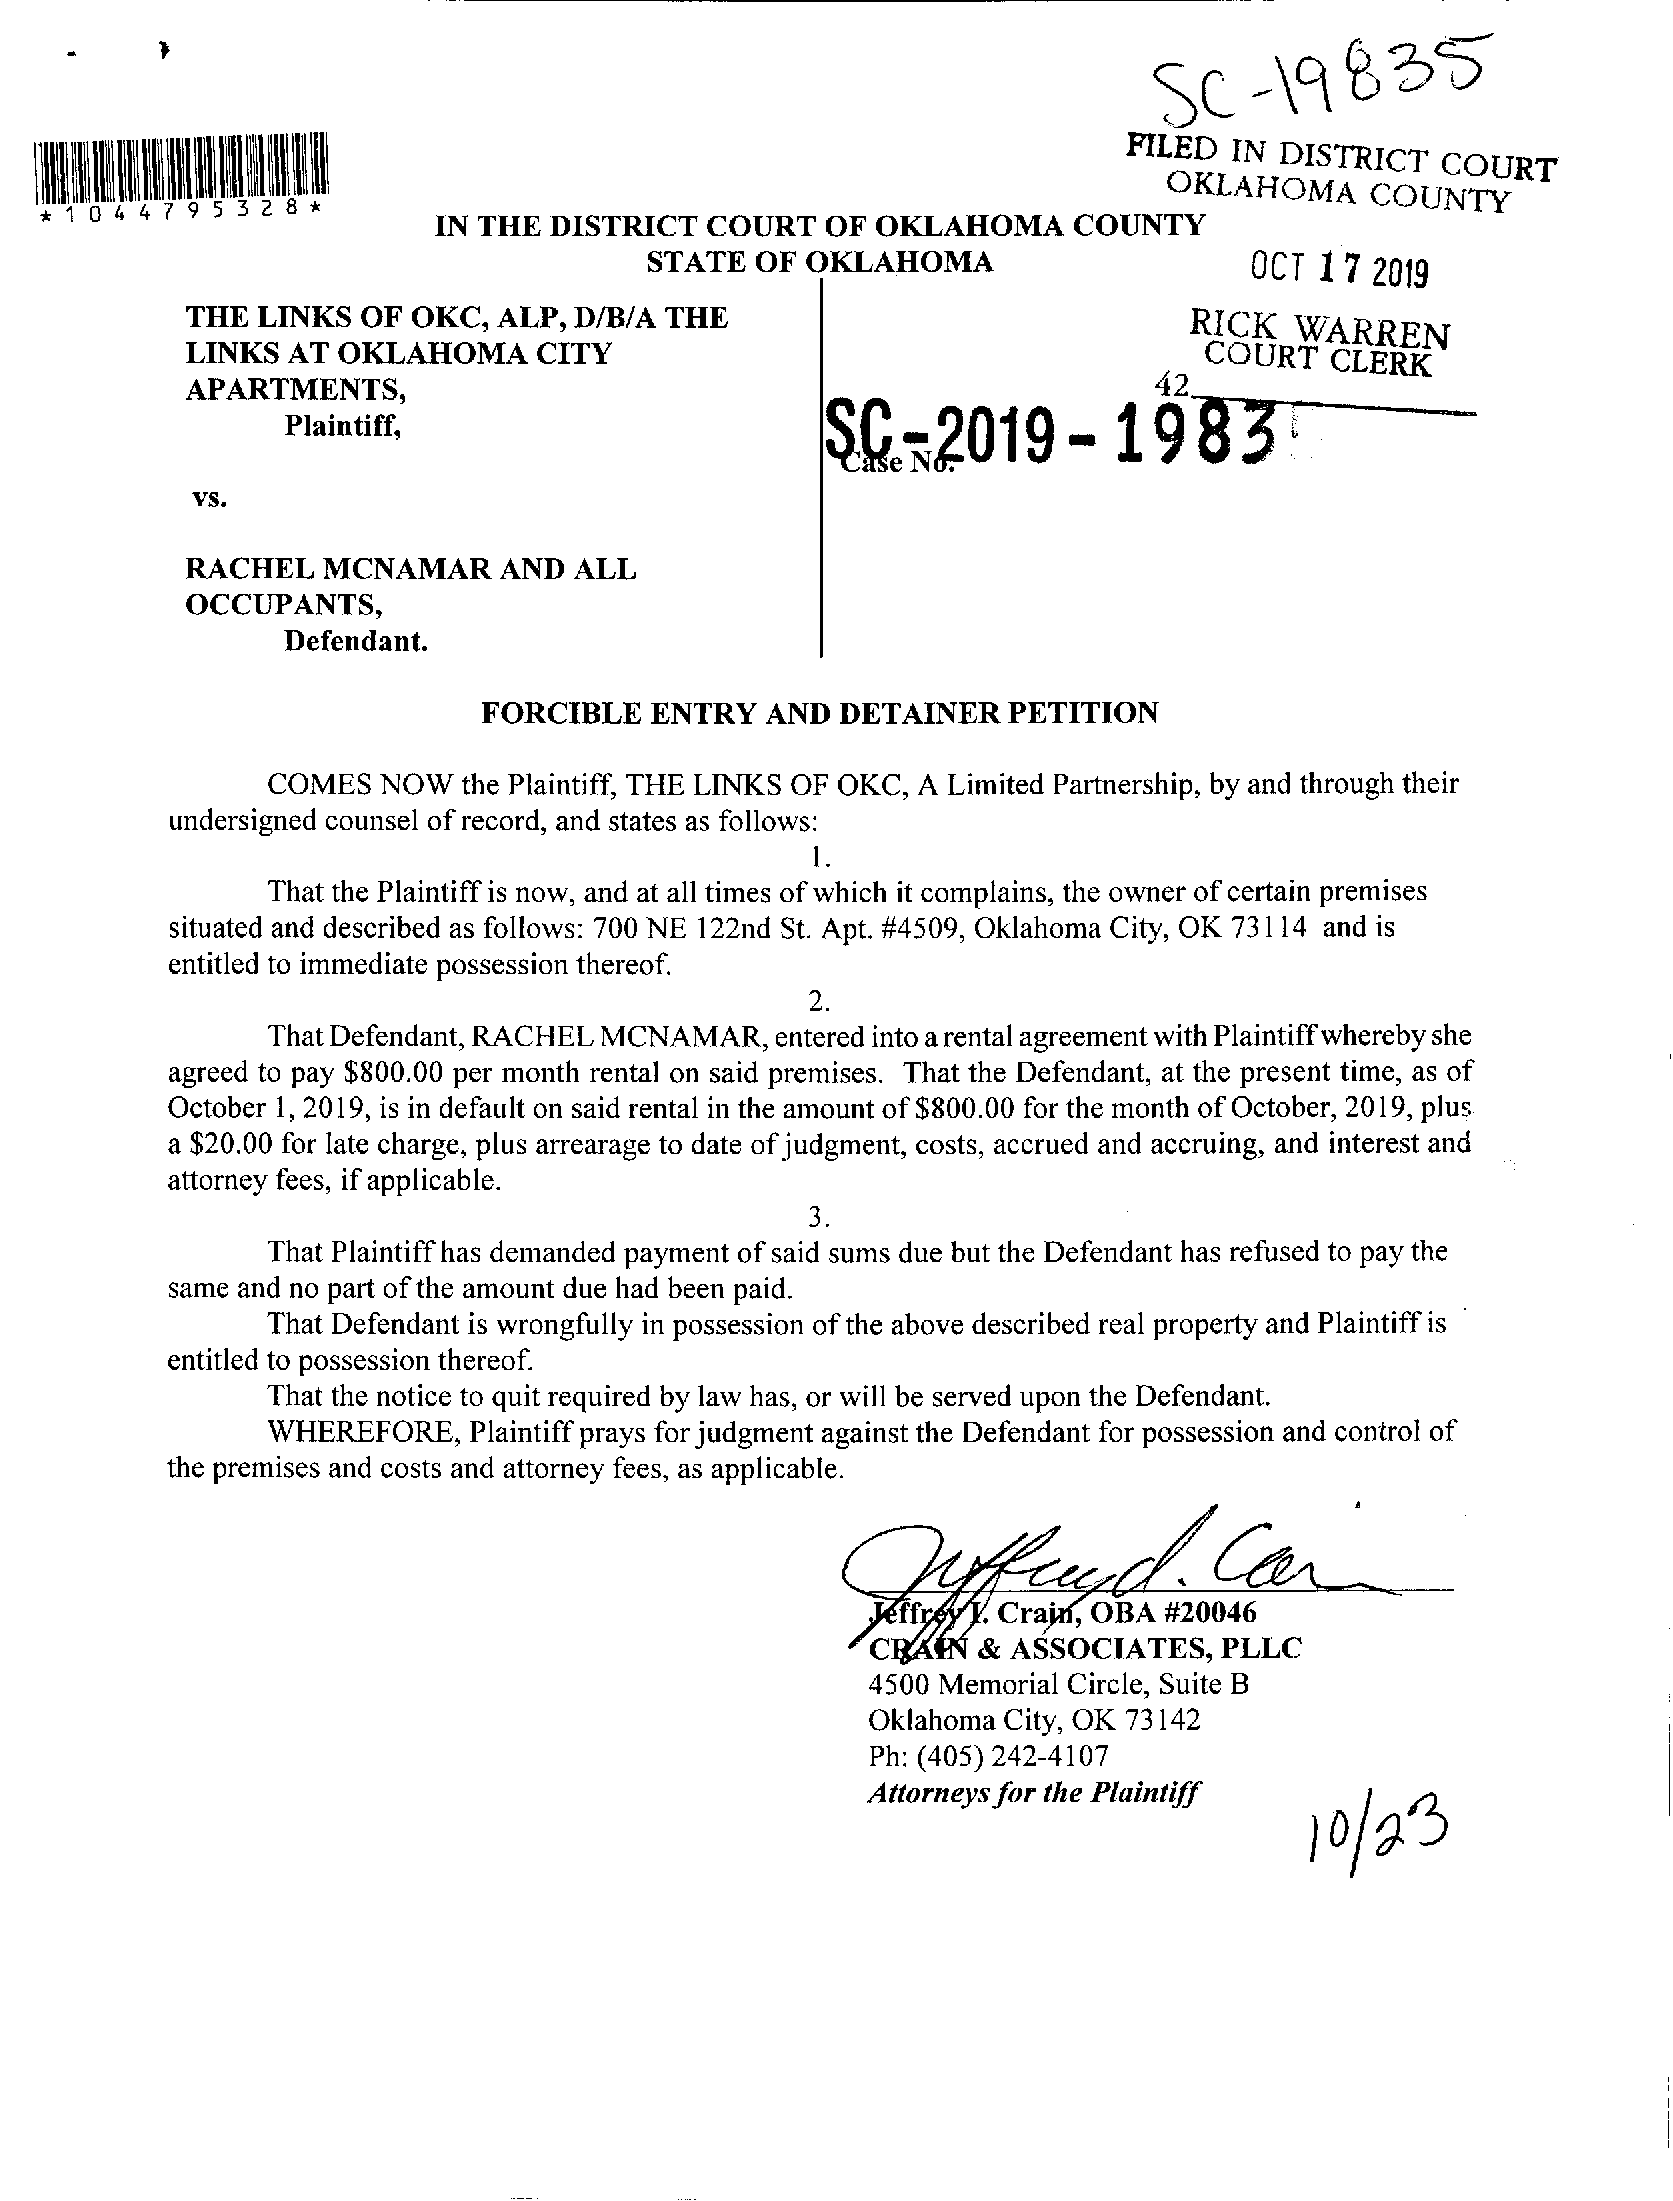 SC-19835
FILED IN DISTRICT COURT
OKLAHOMA COUNTY
*1044795328*
IN THE DISTRICT COURT OF OKLAHOMA COUNTY
STATE OF OKLAHOMA
OCT 17 2019
THE LINKS OF OKC, ALP, D/B/A THE
LINKS AT OKLAHOMA CITY
APARTMENTS,
Plaintiff,
RICK WARREN
COURT CLERK
42
SC-2019-1983
Case No.
vs.
RACHEL MCNAMAR AND ALL
OCCUPANTS,
Defendant.
FORCIBLE ENTRY AND DETAINER PETITION
COMES NOW the Plaintiff, THE LINKS OF OKC, A Limited Partnership, by and through their
undersigned counsel of record, and states as follows:
1.
That the Plaintiff is now, and at all times of which it complains, the owner of certain premises
situated and described as follows: 700 NE 122nd St. Apt. #4509, Oklahoma City, OK 73114 and is
entitled to immediate possession thereof.
2.
That Defendant, RACHEL MCNAMAR, entered into a rental agreement with Plaintiff whereby she
agreed to pay $800.00 per month rental on said premises. That the Defendant, at the present time, as of
October 1, 2019, is in default on said rental in the amount of $800.00 for the month of October, 2019, plus
a $20.00 for late charge, plus arrearage to date of judgment, costs, accrued and accruing, and interest and
attorney fees, if applicable.
3.
That Plaintiff has demanded payment of said sums due but the Defendant has refused to pay the
same and no part of the amount due had been paid.
That Defendant is wrongfully in possession of the above described real property and Plaintiff is
entitled to possession thereof.
That the notice to quit required by law has, or will be served upon the Defendant.
WHEREFORE, Plaintiff prays for judgment against the Defendant for possession and control of
the premises and costs and attorney fees, as applicable.
Jeffrey I. Crain, OBA #20046
CRAIN & ASSOCIATES, PLLC
4500 Memorial Circle, Suite B
Oklahoma City, OK 73142
Ph: (405) 242-4107
Attorneys for the Plaintiff
10/23